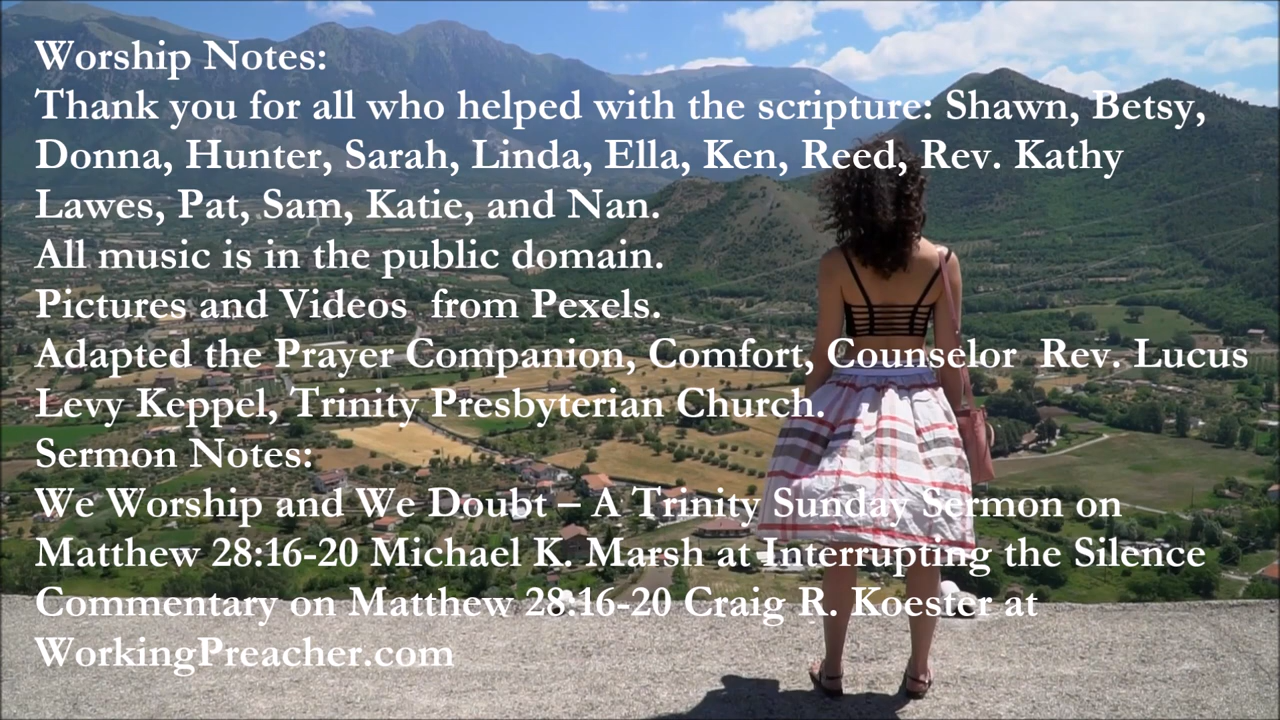 Worship Notes:
Thank you for all who helped with the scripture: Shawn, Betsy,
Donna, Hunter, Sarah, Linda, Ella, Ken, Reed, Rev. Kathy
Lawes, Pat, Sam, Katie, and Nan.
All music is in the public domain.
Pictures and Videos  from Pexels.
Adapted the Prayer Companion, Comfort, Counselor  Rev. Lucus
Levy Keppel, Trinity Presbyterian Church.
Sermon Notes:
We Worship and We Doubt – A Trinity Sunday Sermon on
Matthew 28:16-20 Michael K. Marsh at Interrupting the Silence
Commentary on Matthew 28:16-20 Craig R. Koester at
WorkingPreacher.com